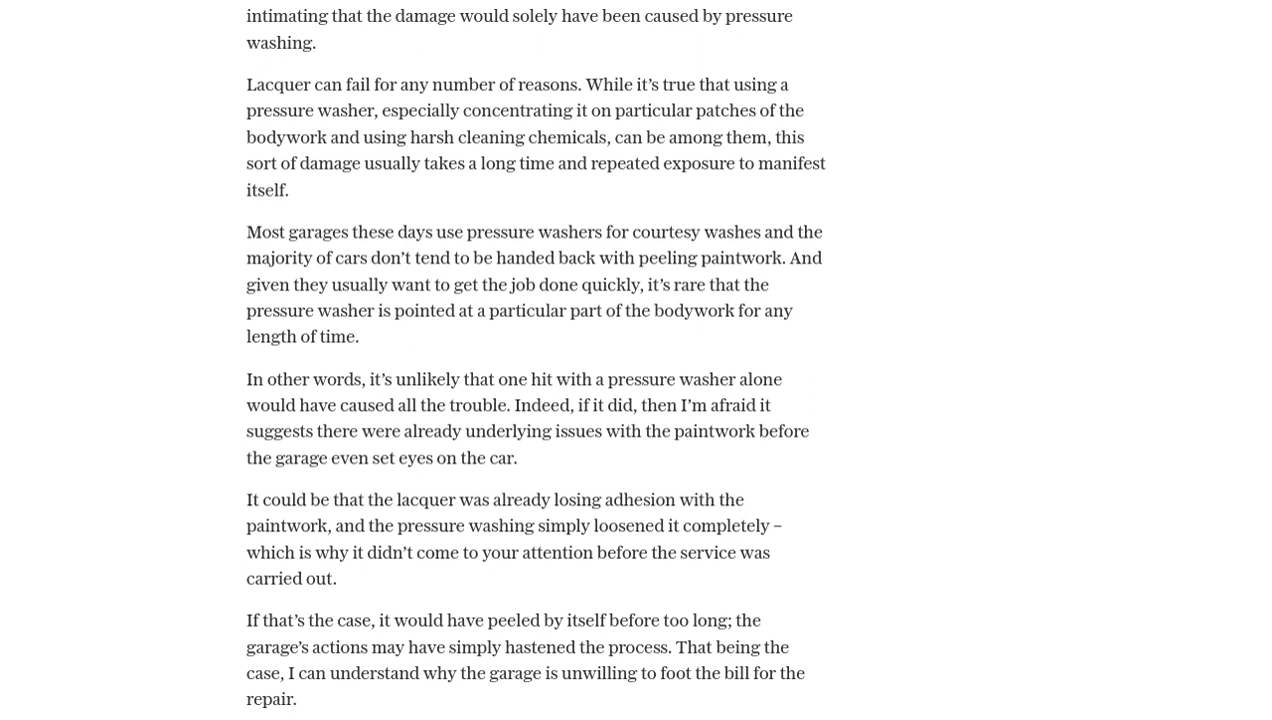 intimating that the damage would solely have been caused by pressure
washing.
Lacquer can fail for any number of reasons. While it’s true that using a
pressure washer, especially concentrating it on particular patches of the
bodywork and using harsh cleaning chemicals, can be among them, this
sort of damage usually takes a long time and repeated exposure to manifest
itself.
Most garages these days use pressure washers for courtesy washes and the
majority of cars don’t tend to be handed back with peeling paintwork. And
given they usually want to get the job done quickly, it’s rare that the
pressure washer is pointed at a particular part of the bodywork for any
length of time.
In other words, it’s unlikely that one hit with a pressure washer alone
would have caused all the trouble. Indeed, if it did, then I’m afraid it
suggests there were already underlying issues with the paintwork before
the garage even set eyes on the car.
It could be that the lacquer was already losing adhesion with the
paintwork, and the pressure washing simply loosened it completely –
which is why it didn’t come to your attention before the service was
carried out.
If that’s the case, it would have peeled by itself before too long; the
garage’s actions may have simply hastened the process. That being the
case, I can understand why the garage is unwilling to foot the bill for the
repair.